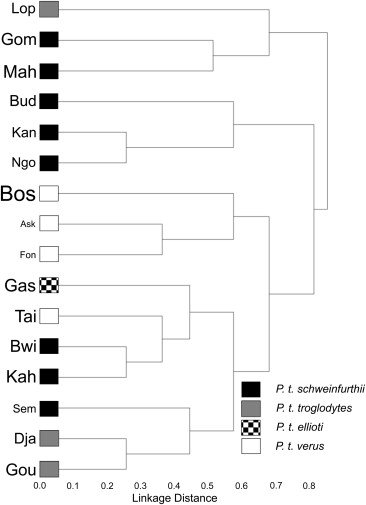 Lop
Gom
Mah
Bud
Kan
Ngo
Bos
Ask
Fon
Gas
Tai
Bwi
Kah
Sem
Dja
Gou
P. t. schweinfurthii
P. t. troglodytes
P. t. ellioti
P. t. verus
0.0 0.1 0.2 0.3 0.4 0.5 0.6 0.7 0.8
Linkage Distance